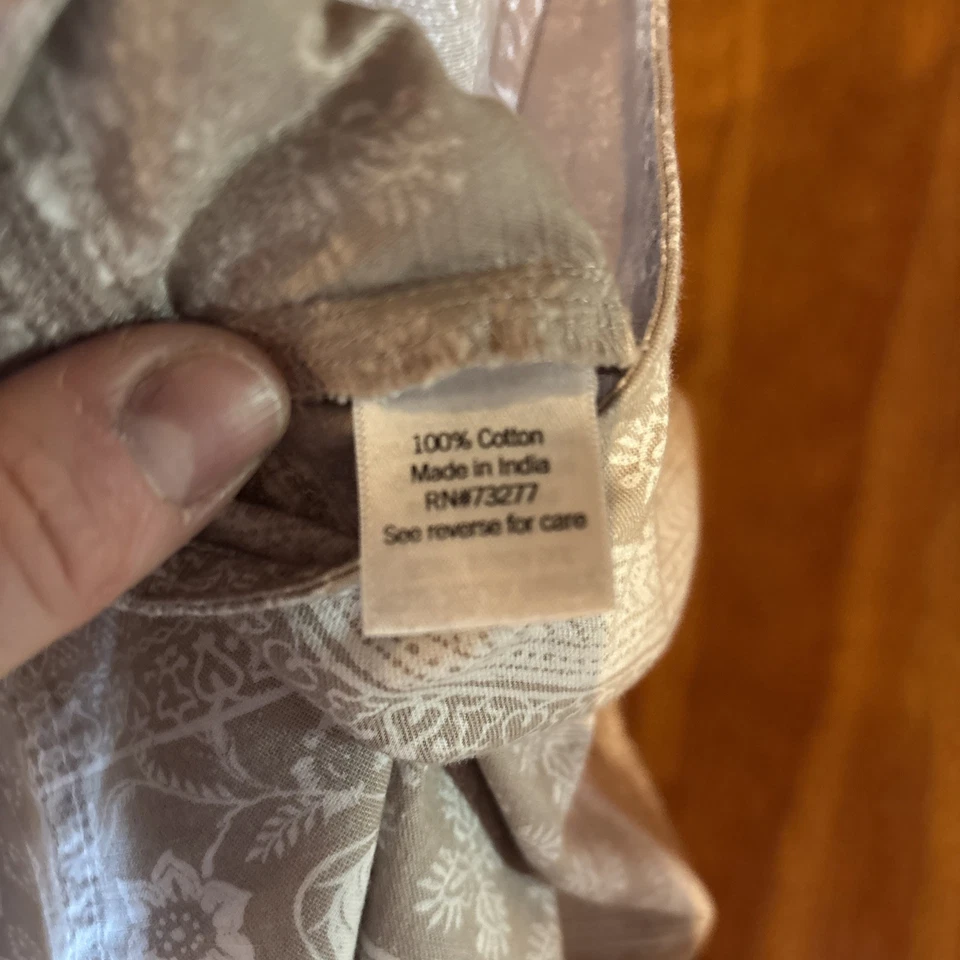 100% Cotton
Made in India
RN#73277
See reverse for care